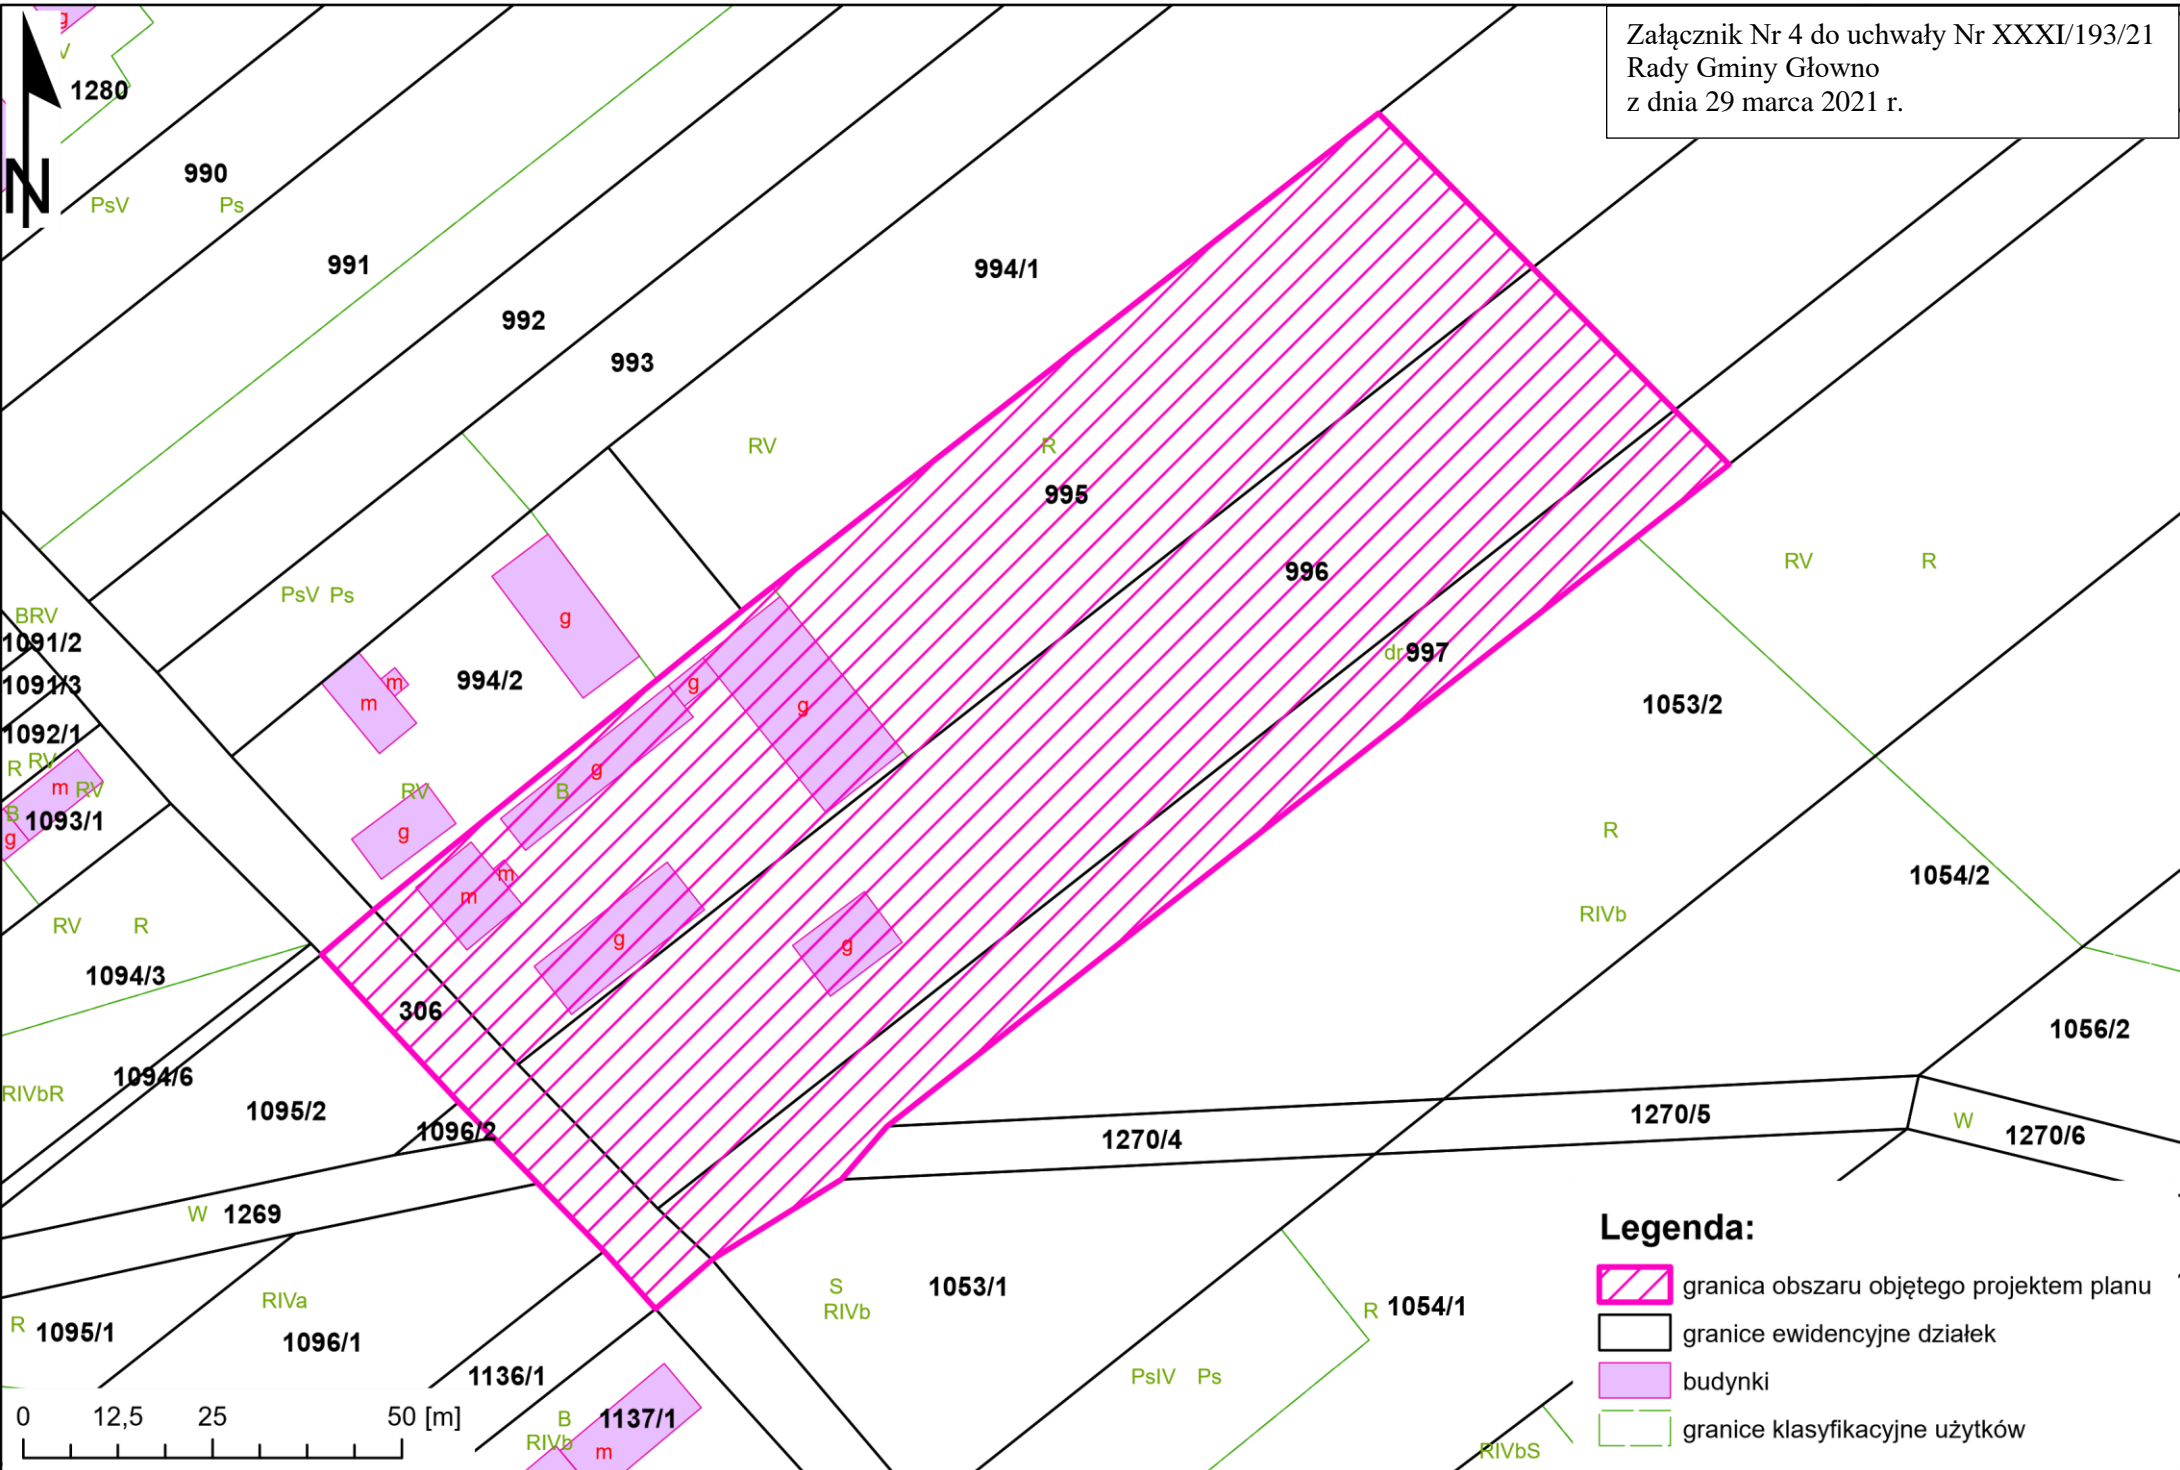 Załącznik Nr 4 do uchwały Nr XXXI/193/21
Rady Gminy Głowno
z dnia 29 marca 2021 r.
g
V
1280
N
990
PsV Ps
991
994/1
992
993
RV R
995
996
RV R
PsV Ps
BRV
g
1091/2
dr 997
994/2
g
1091/3
m
m
g
1053/2
1092/1
R RV
g
m RV
RV
B
B
1093/1
g
g
R
m
m
1054/2
RV R
g
g
RIVb
1094/3
306
1056/2
1094/6
RIVbR
1095/2
1096/2
1270/4
1270/5
W
1270/6
W 1269
Legenda:
granica obszaru objętego projektem planu
granice ewidencyjne działek
budynki
granice klasyfikacyjne użytków
S
RIVb
1053/1
RIVa
R 1054/1
R 1095/1
1096/1
1136/1
PsIV Ps
0 12,5 25 50 [m]
B
1137/1
RIVb
m
RIVbS